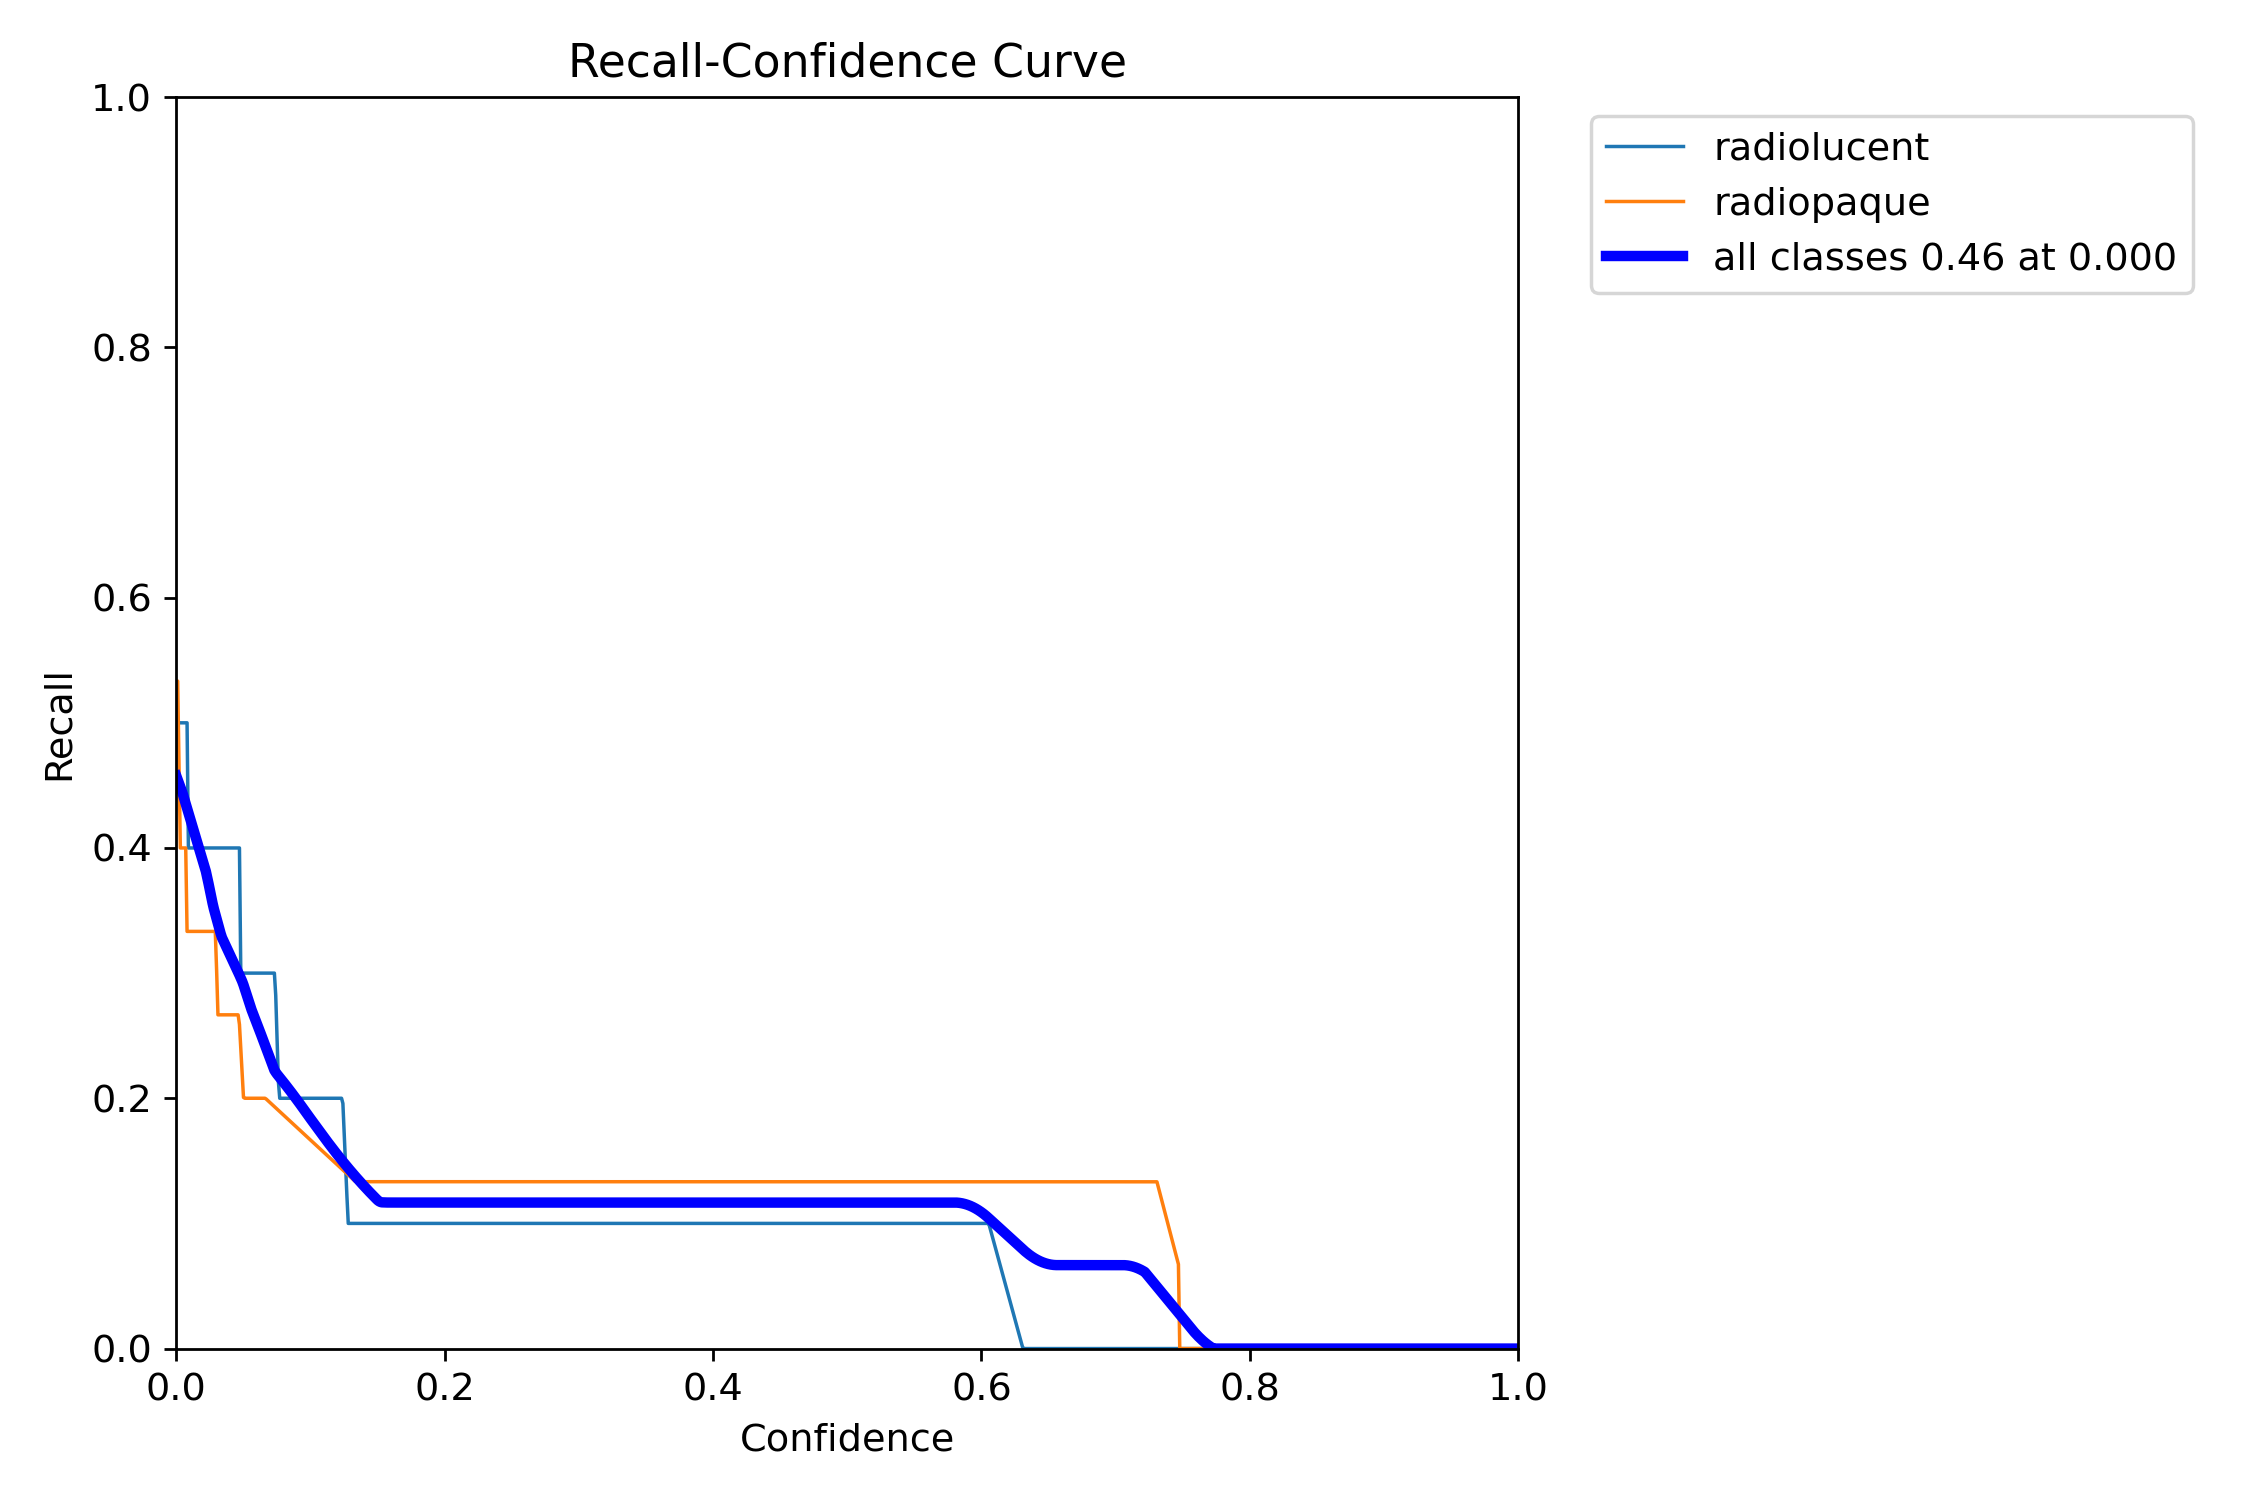 Recall-Confidence Curve
1.0
0.8
0.6
0.4
0.2
0.0
Recall
0.0 0.2 0.4 0.6 0.8 1.0
Confidence
radiolucent
radiopaque
all classes 0.46 at 0.000